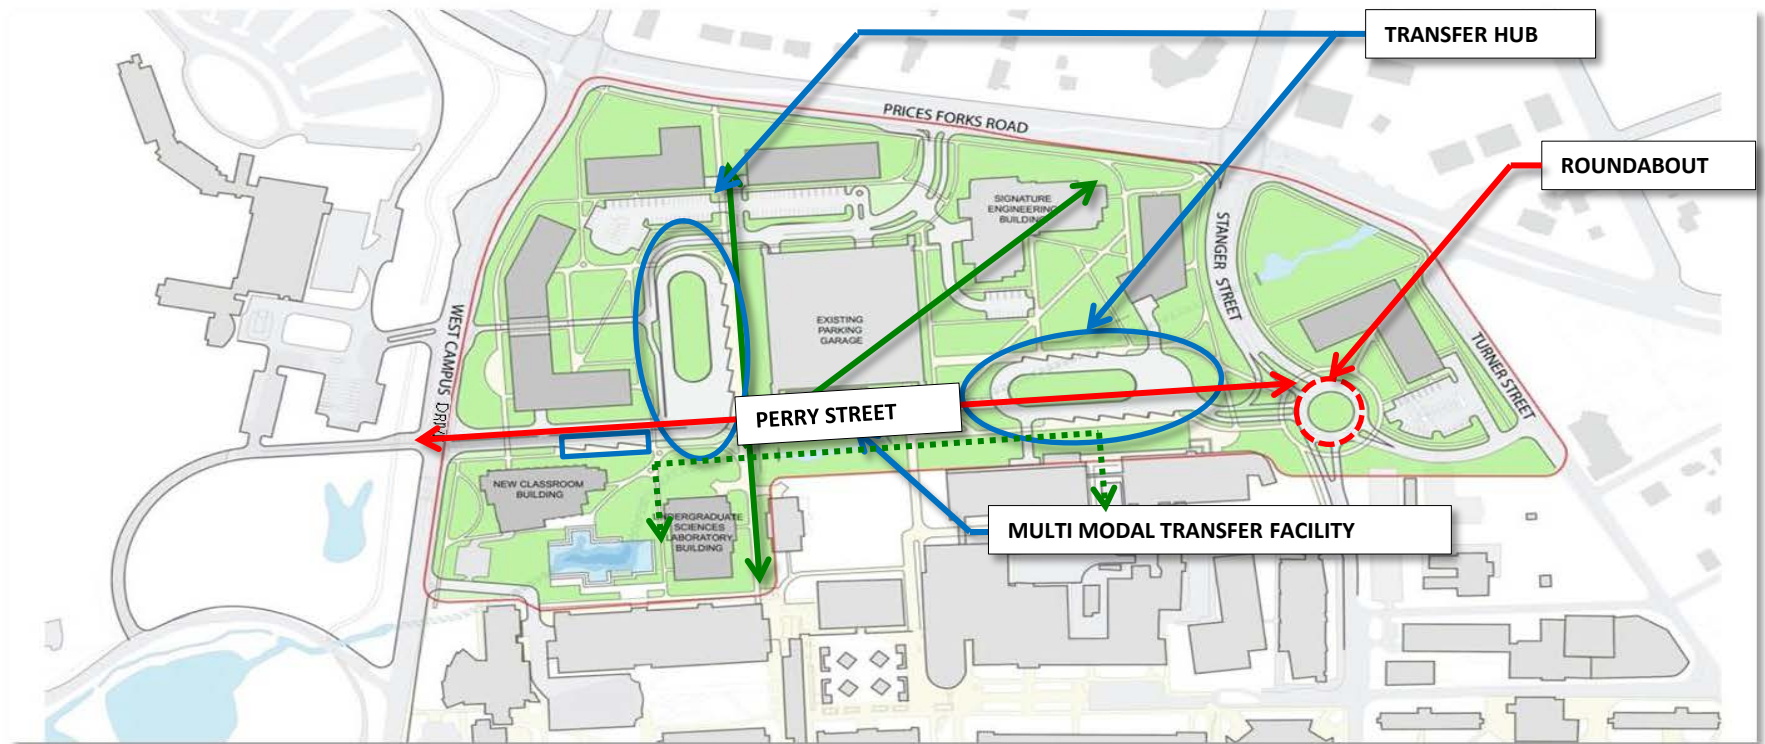 TRANSFER HUB
PRICES FORKS ROAD
ROUNDABOUT
SIGNATURE
ENGINEERING
BUILDING
STANGER STREET
EXISTING
PARKING
GARAGE
WEST CAMPUS DRIVE
TURNER STREET
PERRY STREET
NEW CLASSROOM
BUILDING
UNDERGRADUATE
SCIENCES
LABORATORY
BUILDING
MULTI MODAL TRANSFER FACILITY